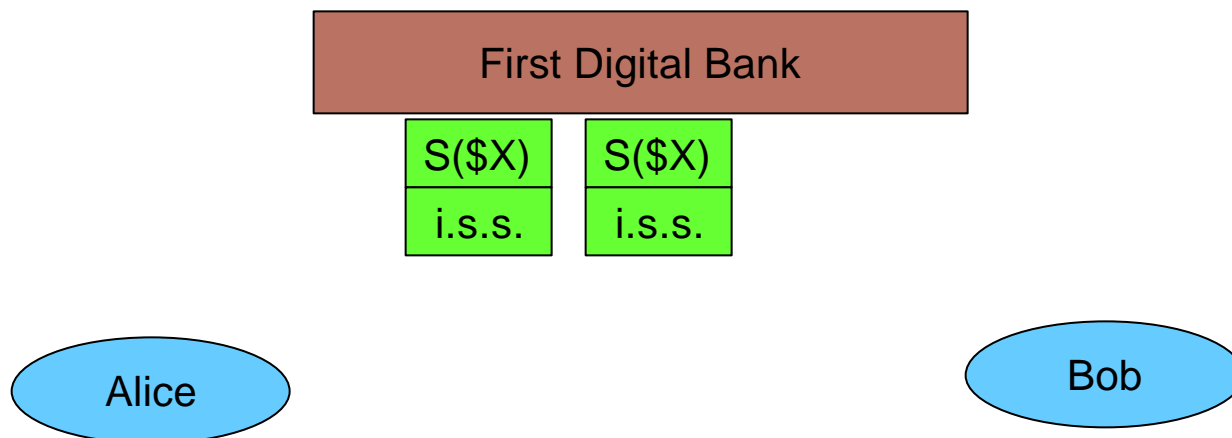 First Digital Bank
S($X) S($X)
i.s.s. i.s.s.
Alice
Bob